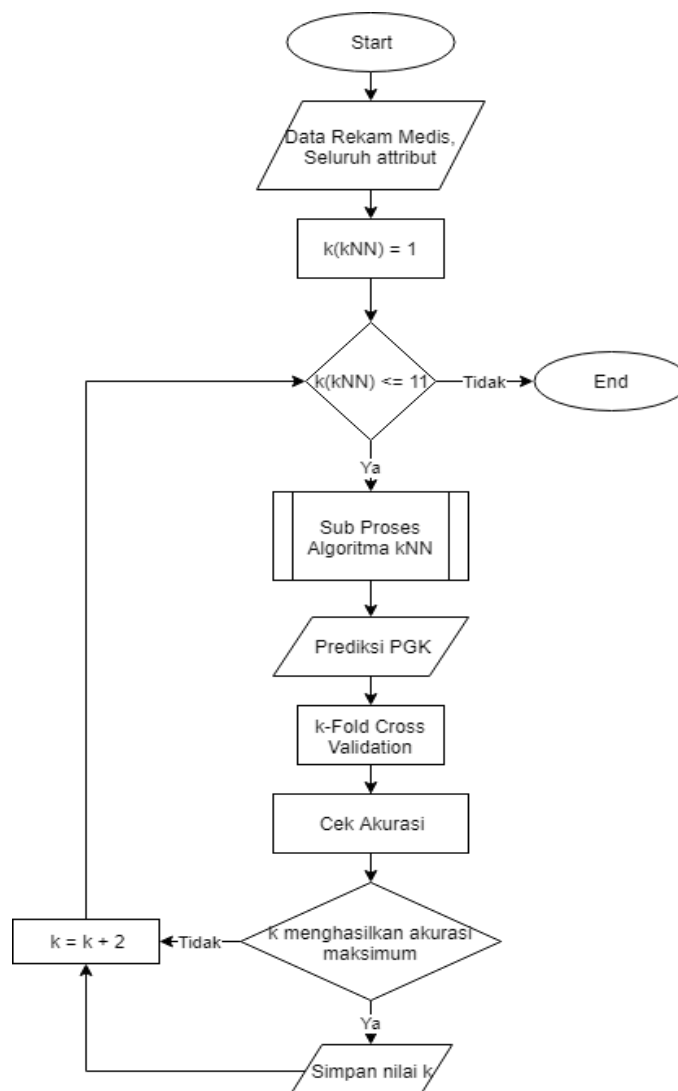 Start
Data Rekam Medis,
Seluruh attribut
k(kNN) = 1
k(kNN) <= 11
Tidak
End
Ya
Sub Proses
Algoritma kNN
Prediksi PGK
k-Fold Cross
Validation
Cek Akurasi
k menghasilkan akurasi
maksimum
Tidak
k = k + 2
Ya
Simpan nilai k